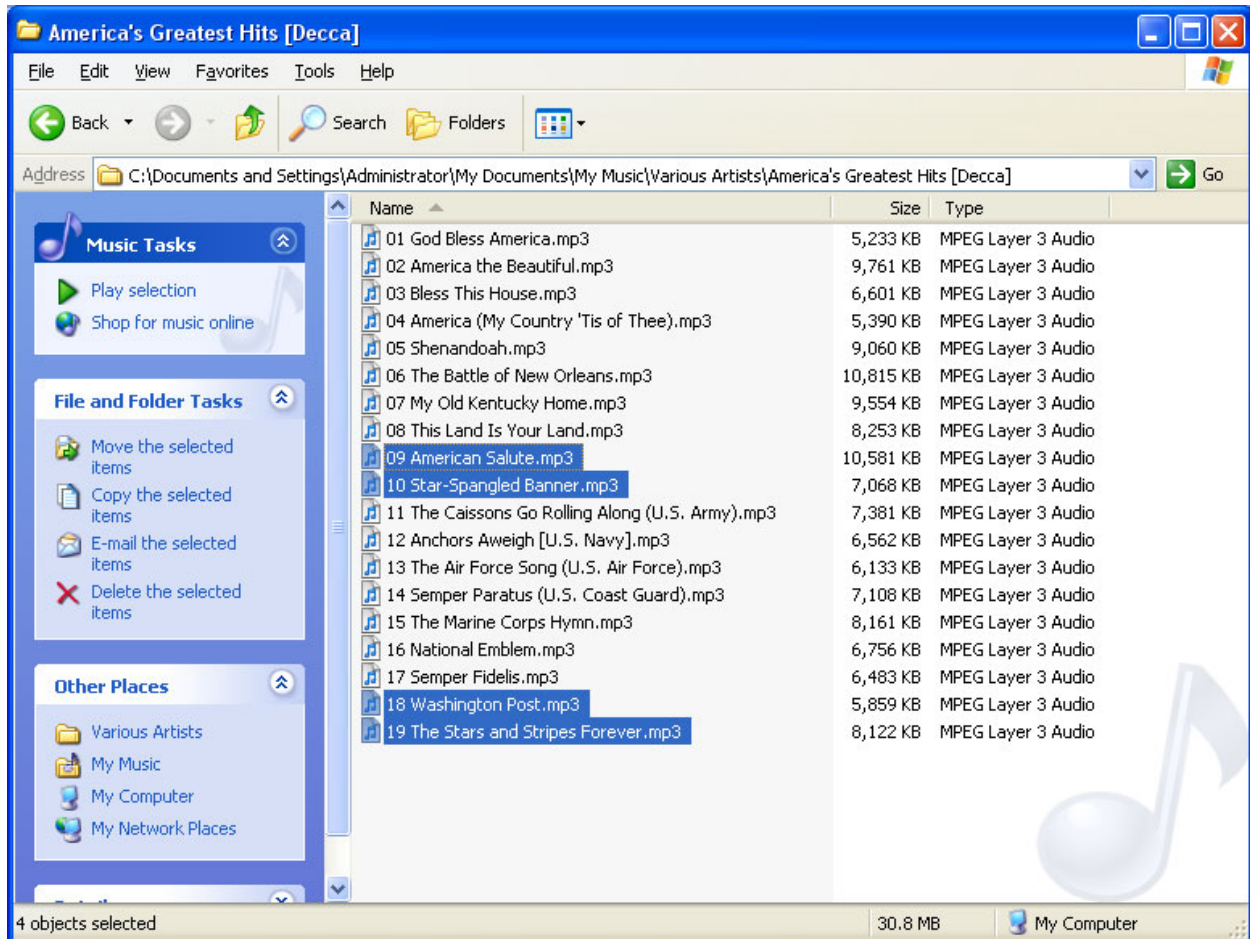 America's Greatest Hits [Decca]
File Edit View Favorites Tools Help
Back Search Folders
Address C:\Documents and Settings\Administrator\My Documents\My Music\Various Artists\America's Greatest Hits [Decca] Go
Music Tasks
Play selection
Shop for music online
File and Folder Tasks
Move the selected
items
Copy the selected
items
E-mail the selected
items
Delete the selected
items
Other Places
Various Artists
My Music
My Computer
My Network Places
Name Size Type
01 God Bless America.mp3 5,233 KB MPEG Layer 3 Audio
02 America the Beautiful.mp3 9,761 KB MPEG Layer 3 Audio
03 Bless This House.mp3 6,601 KB MPEG Layer 3 Audio
04 America (My Country 'Tis of Thee).mp3 5,390 KB MPEG Layer 3 Audio
05 Shenandoah.mp3 9,060 KB MPEG Layer 3 Audio
06 The Battle of New Orleans.mp3 10,815 KB MPEG Layer 3 Audio
07 My Old Kentucky Home.mp3 9,554 KB MPEG Layer 3 Audio
08 This Land Is Your Land.mp3 8,253 KB MPEG Layer 3 Audio
09 American Salute.mp3 10,581 KB MPEG Layer 3 Audio
10 Star-Spangled Banner.mp3 7,068 KB MPEG Layer 3 Audio
11 The Caissons Go Rolling Along (U.S. Army).mp3 7,381 KB MPEG Layer 3 Audio
12 Anchors Aweigh [U.S. Navy].mp3 6,562 KB MPEG Layer 3 Audio
13 The Air Force Song (U.S. Air Force).mp3 6,133 KB MPEG Layer 3 Audio
14 Semper Paratus (U.S. Coast Guard).mp3 7,108 KB MPEG Layer 3 Audio
15 The Marine Corps Hymn.mp3 8,161 KB MPEG Layer 3 Audio
16 National Emblem.mp3 6,756 KB MPEG Layer 3 Audio
17 Semper Fidelis.mp3 6,483 KB MPEG Layer 3 Audio
18 Washington Post.mp3 5,859 KB MPEG Layer 3 Audio
19 The Stars and Stripes Forever.mp3 8,122 KB MPEG Layer 3 Audio
4 objects selected 30.8 MB My Computer